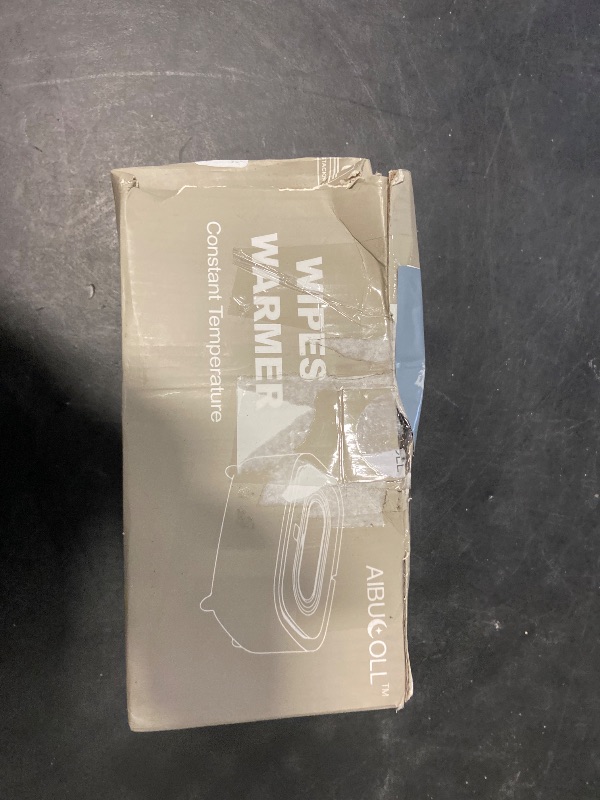 AIBUCOLL™
WIPES
WARMER
Constant Temperature